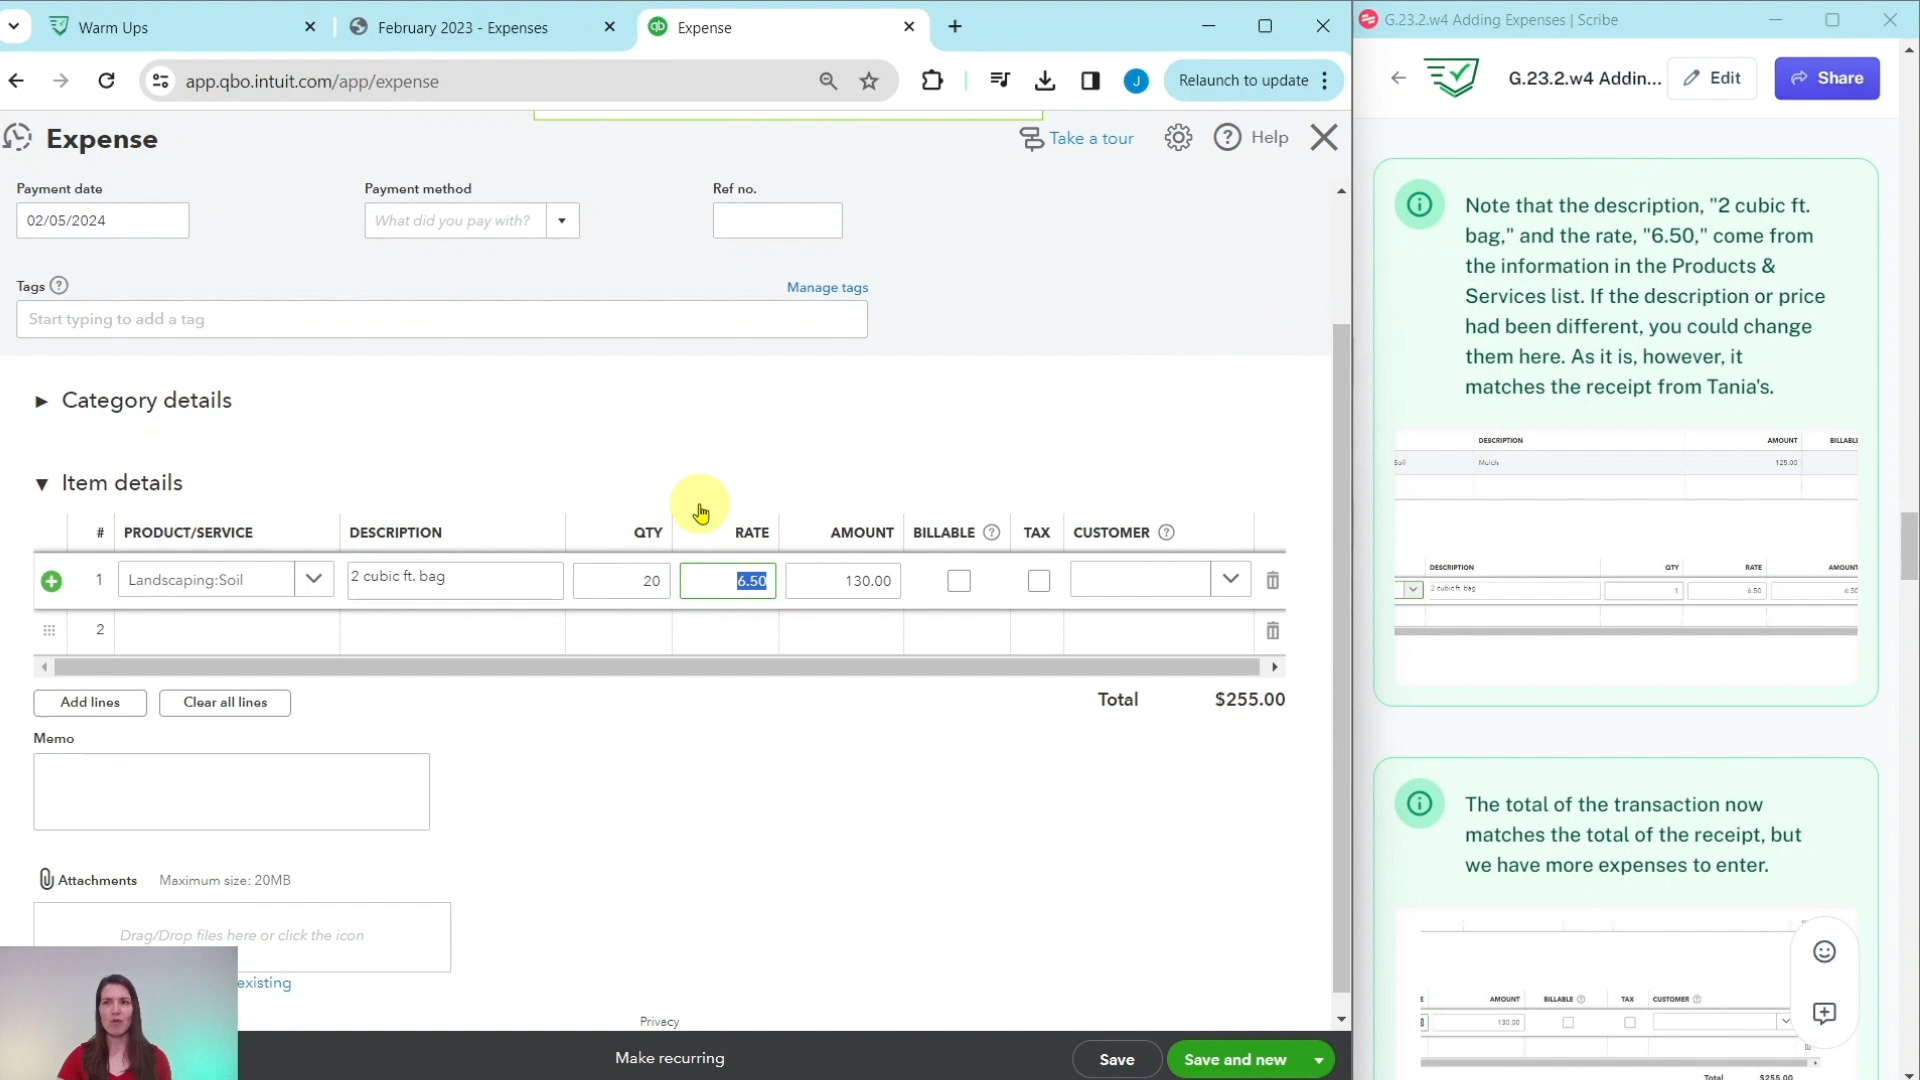 Warm Ups
February 2023 - Expenses
Expense
G.23.2.w4 Adding Expenses | Scribe
app.qbo.intuit.com/app/expense
J
Relaunch to update
G.23.2.w4 Addin...
Edit
Share
Expense
Take a tour
Help
Payment date
Payment method
Ref no.
02/05/2024
What did you pay with?
Tags
Manage tags
Start typing to add a tag
Category details
Item details
# PRODUCT/SERVICE DESCRIPTION QTY RATE AMOUNT BILLABLE TAX CUSTOMER
1 Landscaping:Soil 2 cubic ft. bag 20 6.50 130.00
2
Add lines
Clear all lines
Total $255.00
Memo
Attachments Maximum size: 20MB
Drag/Drop files here or click the icon
existing
Privacy
Make recurring
Save
Save and new
Note that the description, "2 cubic ft.
bag," and the rate, "6.50," come from
the information in the Products &
Services list. If the description or price
had been different, you could change
them here. As it is, however, it
matches the receipt from Tania's.
DESCRIPTION AMOUNT BILLABLE
Soil Mulch 125.00
DESCRIPTION QTY RATE AMOUNT
2 cubic ft. bag 1 6.50 6.50
The total of the transaction now
matches the total of the receipt, but
we have more expenses to enter.
AMOUNT BILLABLE TAX CUSTOMER
130.00
Total $255.00